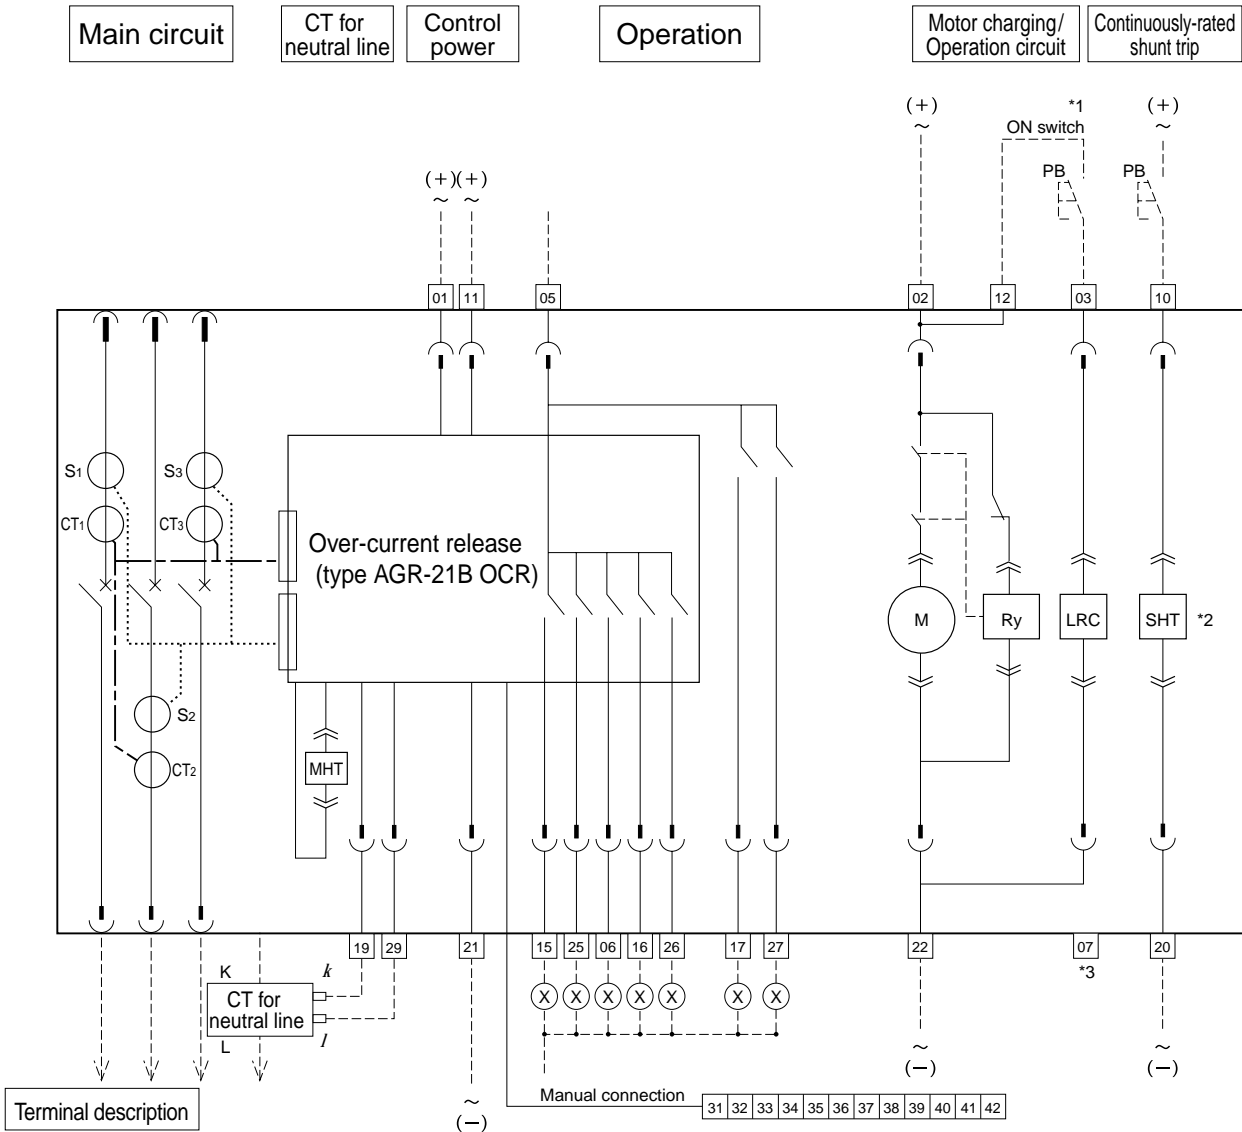 Main circuit
CT for
neutral line
Control
power
Operation
Motor charging/
Operation circuit
Continuously-rated
shunt trip
(+)
~
*1
ON switch
(+)
~
PB
PB
(+)(+)
~ ~
01 11 05 02 12 03 10
S1 S3
CT1 CT3
Over-current release
(type AGR-21B OCR)
M Ry LRC SHT *2
S2
CT2
MHT
19 29 21 15 25 06 16 26 17 27 22 07 20
*3
K k
CT for
neutral line
L l
X X X X X X X
~
(−)
~
(−)
Manual connection
31 32 33 34 35 36 37 38 39 40 41 42
Terminal description
~
(−)